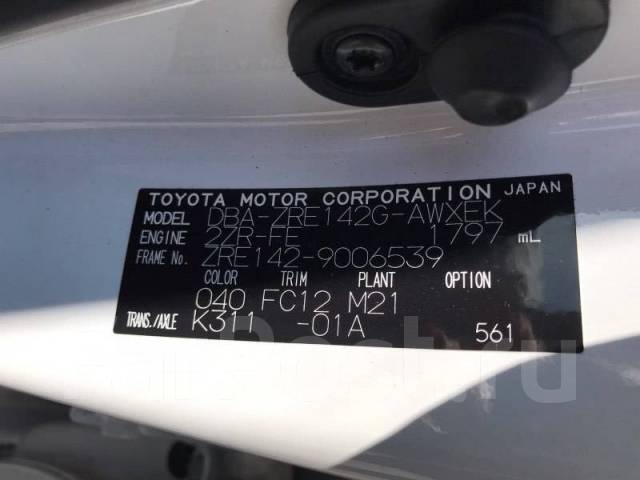 TOYOTA MOTOR CORPORATION JAPAN
MODEL DBA-ZRE142G-AWXEK
ENGINE 2ZR-FE 1797 mL
FRAME No. ZRE142-9006539
COLOR TRIM PLANT OPTION
040 FC12 M21
TRANS./AXLE K311 -01A 561